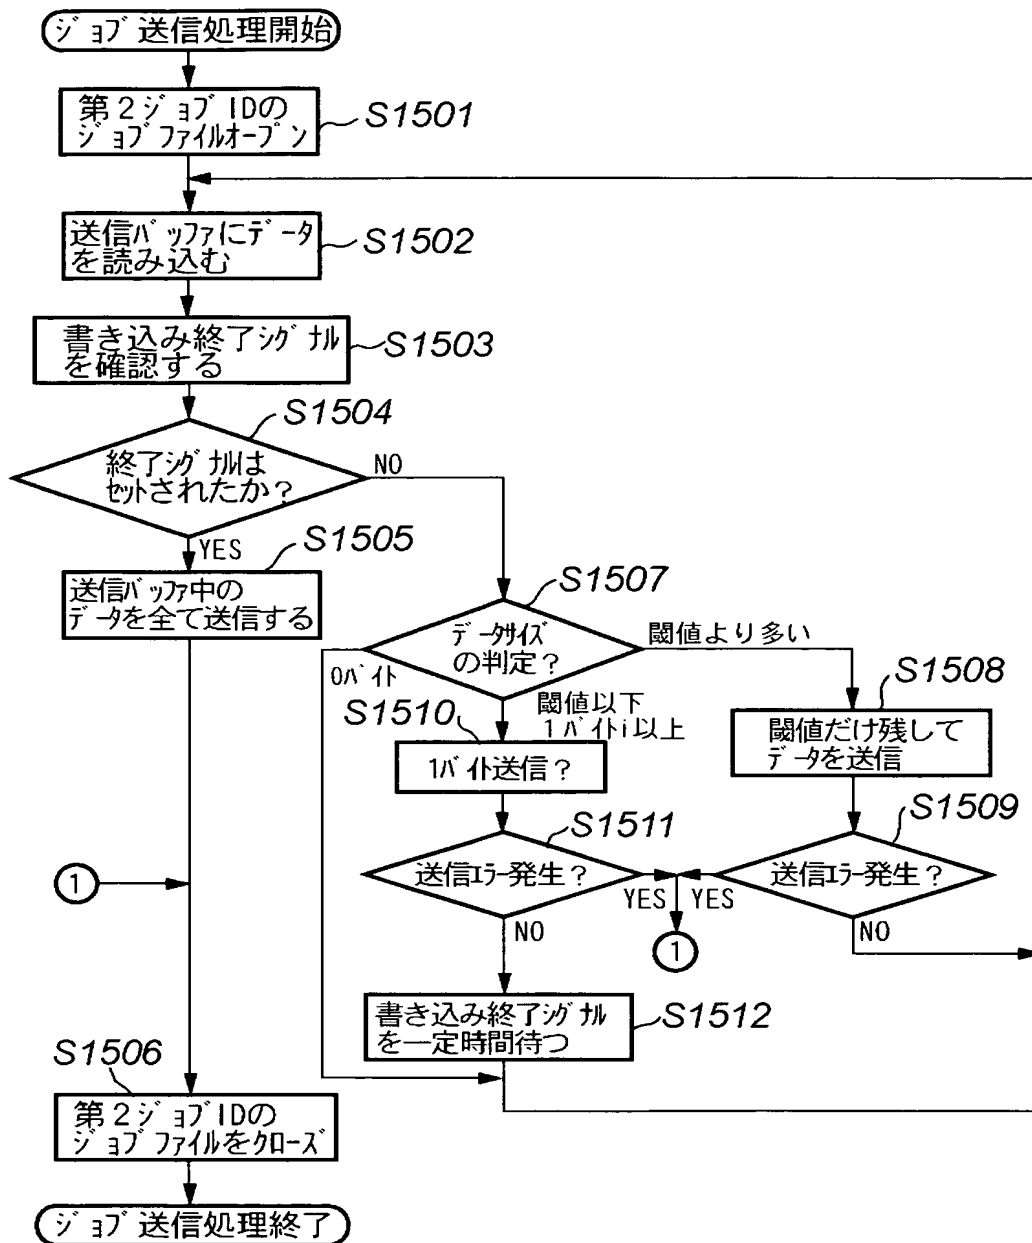 ジョブ送信処理開始
第2ジョブIDの
ジョブファイルオープン
S1501
送信バッファにデータ
を読み込む
S1502
書き込み終了シグナル
を確認する
S1503
S1504
終了シグナルは
セットされたか?
NO
YES
S1505
送信バッファ中の
データを全て送信する
S1507
データサイズ
の判定?
閾値より多い
0バイト
閾値以下
1バイトi以上
S1508
閾値だけ残して
データを送信
S1510
1バイト送信?
S1509
送信エラー発生?
S1511
送信エラー発生?
YES
YES
NO
NO
1
1
書き込み終了シグナル
を一定時間待つ
S1512
S1506
第2ジョブIDの
ジョブファイルをクローズ
ジョブ送信処理終了